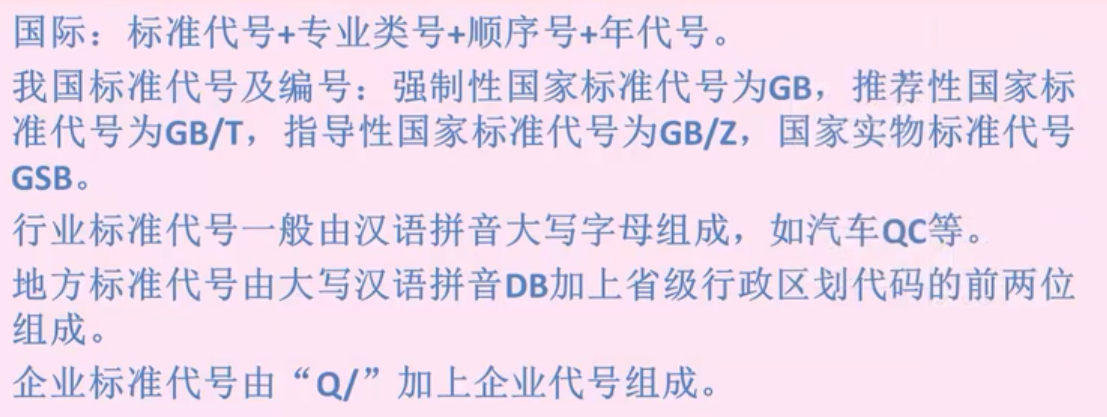 国际：标准代号+专业类号+顺序号+年代号。
我国标准代号及编号：强制性国家标准代号为GB，推荐性国家标
准代号为GB/T，指导性国家标准代号为GB/Z，国家实物标准代号
GSB。
行业标准代号一般由汉语拼音大写字母组成，如汽车QC等。
地方标准代号由大写汉语拼音DB加上省级行政区划代码的前两位
组成。
企业标准代号由“Q/”加上企业代号组成。